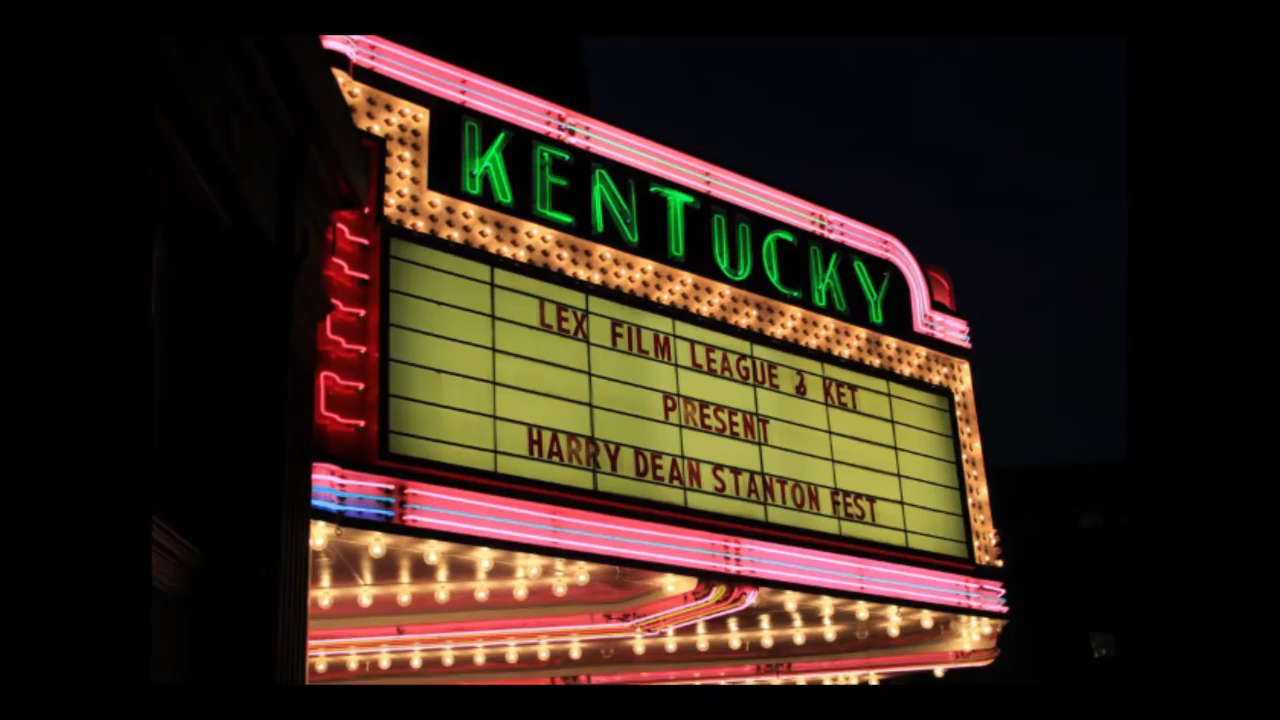 KENTUCKY
LEX FILM LEAGUE & KET
PRESENT
HARRY DEAN STANTON FEST